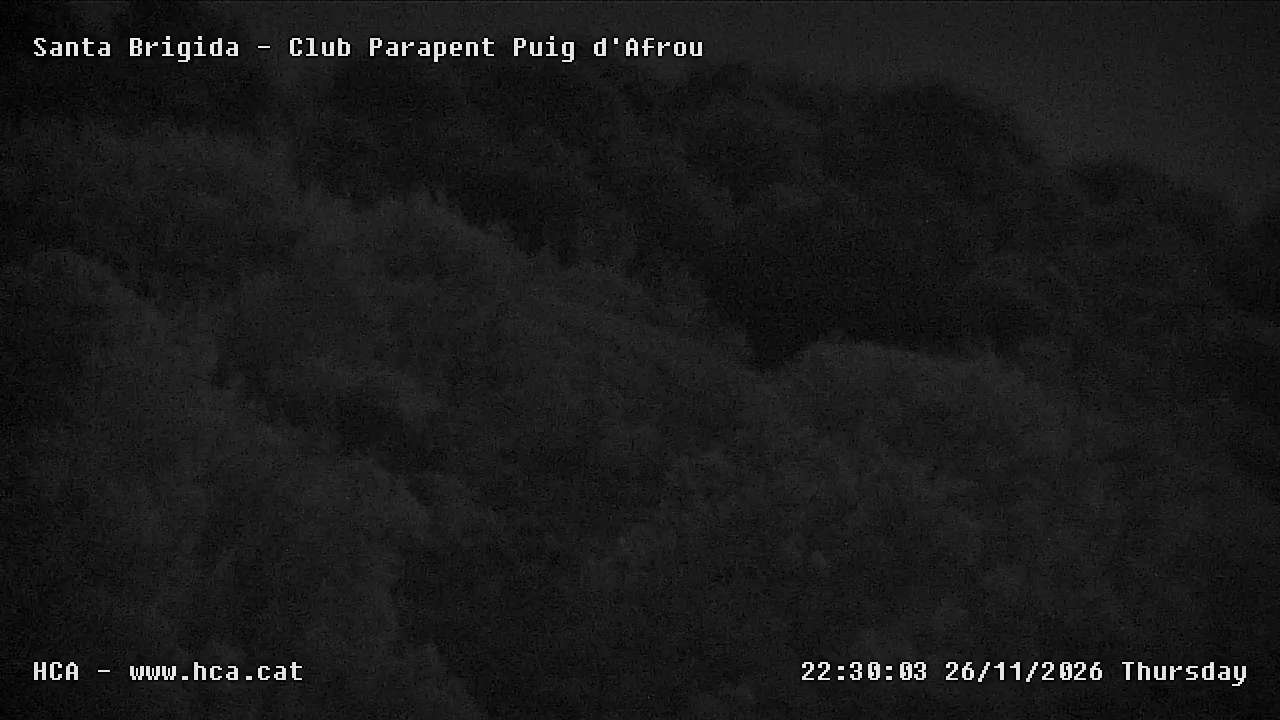 Santa Brigida - Club Parapent Puig d'Afrou
HCA - www.hca.cat
22:30:03 26/11/2026 Thursday